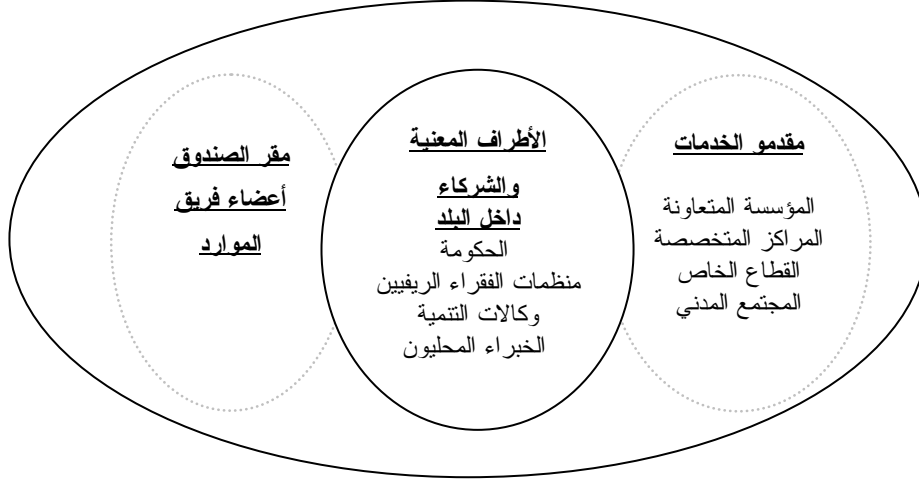 مقدمو الخدمات
المؤسسة المتعاونة
المراكز المتخصصة
القطاع الخاص
المجتمع المدني
الأطراف المعنية
والشركاء
داخل البلد
الحكومة
منظمات الفقراء الريفيين
وكالات التنمية
الخبراء المحليون
مقر الصندوق
أعضاء فريق
الموارد